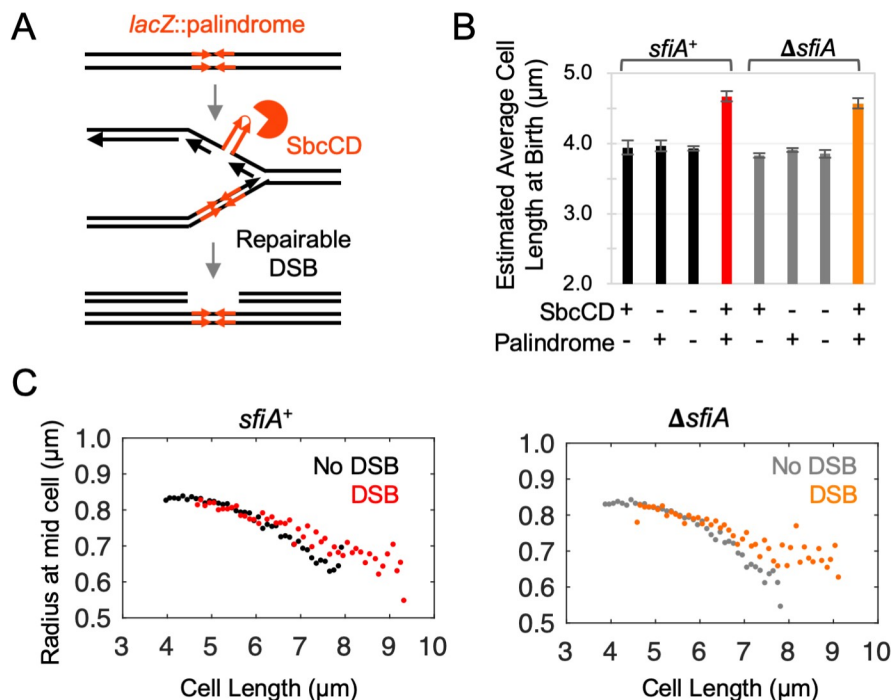 A
lacZ::palindrome
SbcCD
Repairable
DSB
B
sfiA⁺
ΔsfiA
Estimated Average Cell
Length at Birth (µm)
5.0
4.0
3.0
2.0
SbcCD + - - + + - - +
Palindrome - + - + - + - +
C
sfiA⁺
Radius at mid cell (µm)
1.0
0.9
0.8
0.7
0.6
0.5
No DSB
DSB
3 4 5 6 7 8 9 10
Cell Length (µm)
ΔsfiA
1.0
0.9
0.8
0.7
0.6
0.5
No DSB
DSB
3 4 5 6 7 8 9 10
Cell Length (µm)